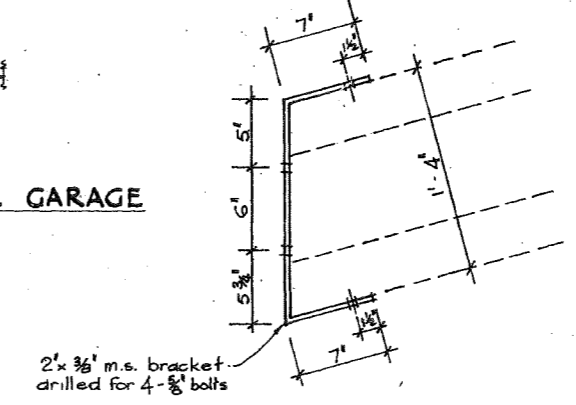 7"
1½"
5"
6"
5¾"
1'-4"
GARAGE
1½"
7"
2"x ⅜" m.s. bracket
drilled for 4-⅝" bolts